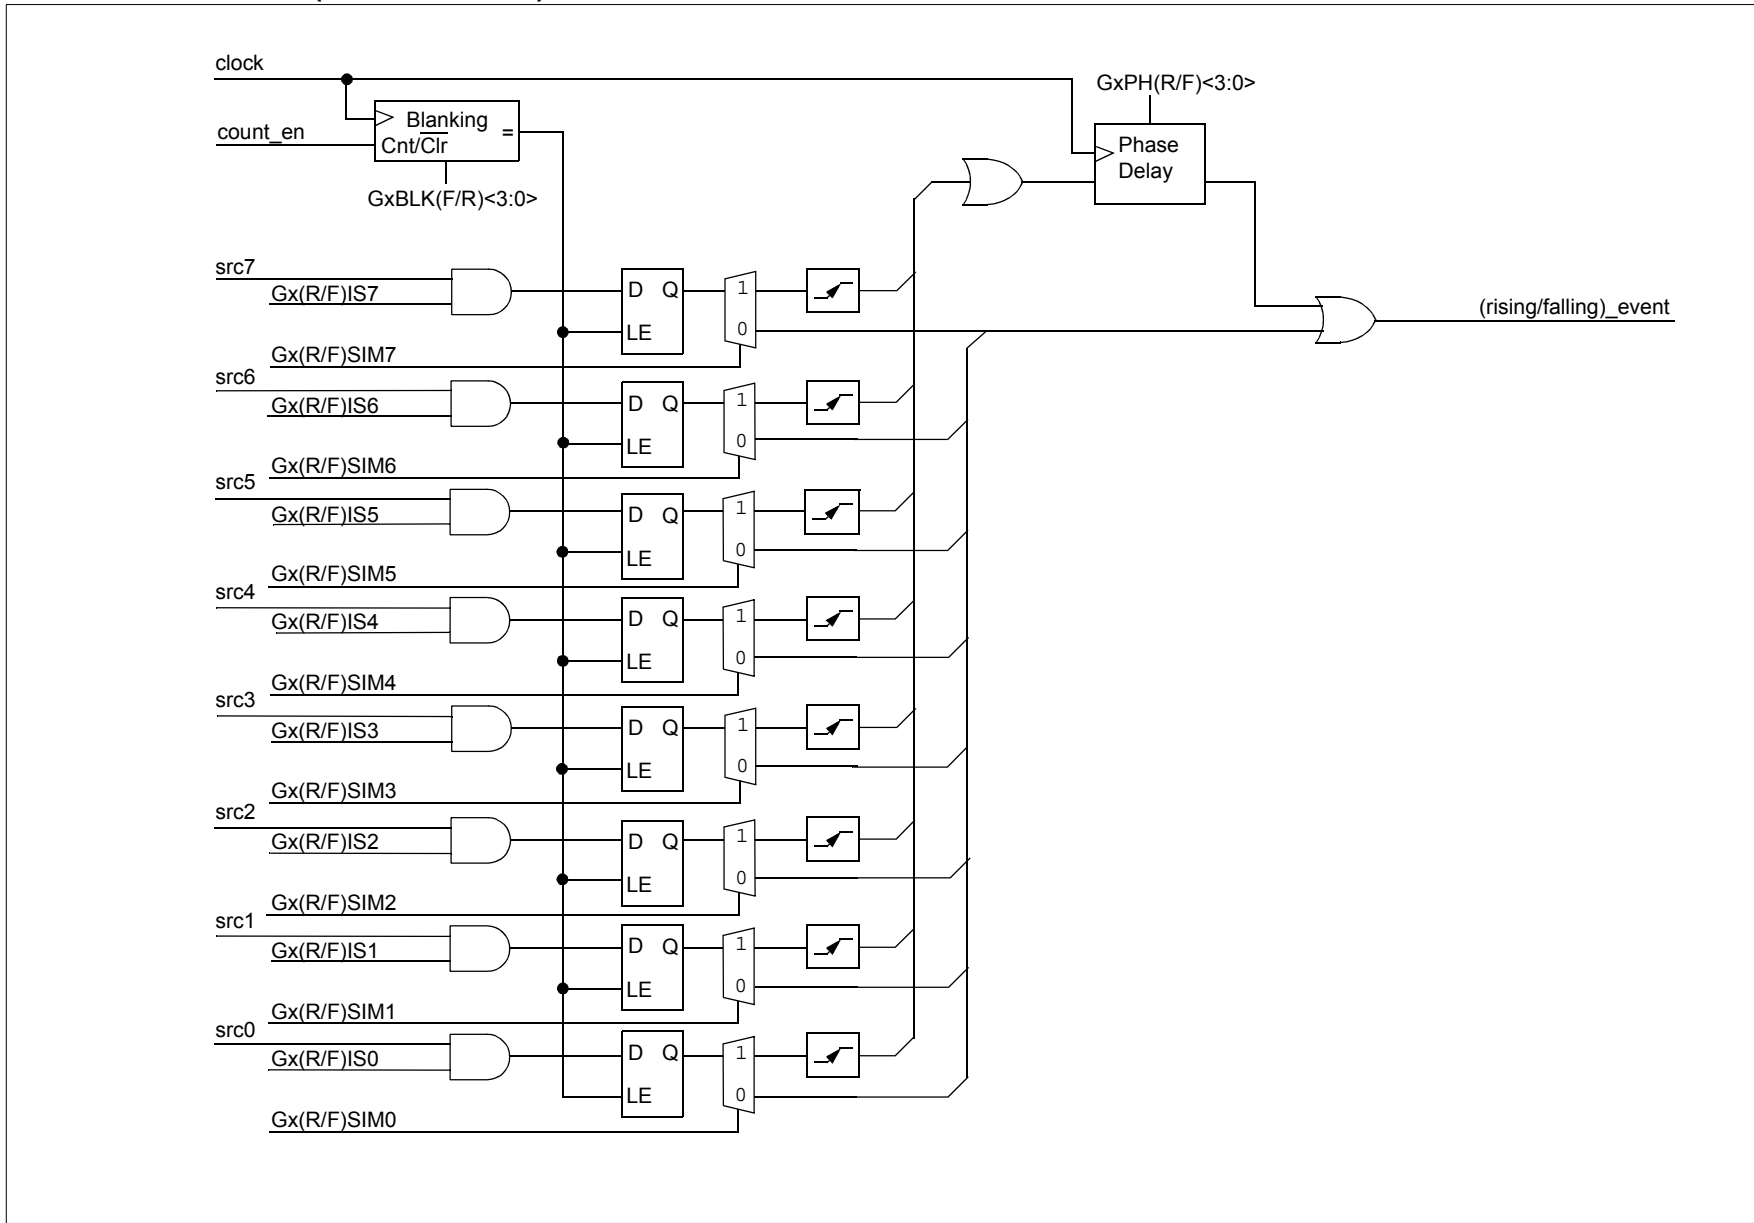 clock
GxPH(R/F)<3:0>
Blanking
=
count_en
Cnt/Clr
Phase
Delay
GxBLK(F/R)<3:0>
src7
Gx(R/F)IS7
D Q
1
(rising/falling)_event
LE
0
Gx(R/F)SIM7
src6
Gx(R/F)IS6
D Q
1
LE
0
Gx(R/F)SIM6
src5
Gx(R/F)IS5
D Q
1
LE
0
Gx(R/F)SIM5
src4
Gx(R/F)IS4
D Q
1
LE
0
Gx(R/F)SIM4
src3
Gx(R/F)IS3
D Q
1
LE
0
Gx(R/F)SIM3
src2
Gx(R/F)IS2
D Q
1
LE
0
Gx(R/F)SIM2
src1
Gx(R/F)IS1
D Q
1
LE
0
Gx(R/F)SIM1
src0
Gx(R/F)IS0
D Q
1
LE
0
Gx(R/F)SIM0